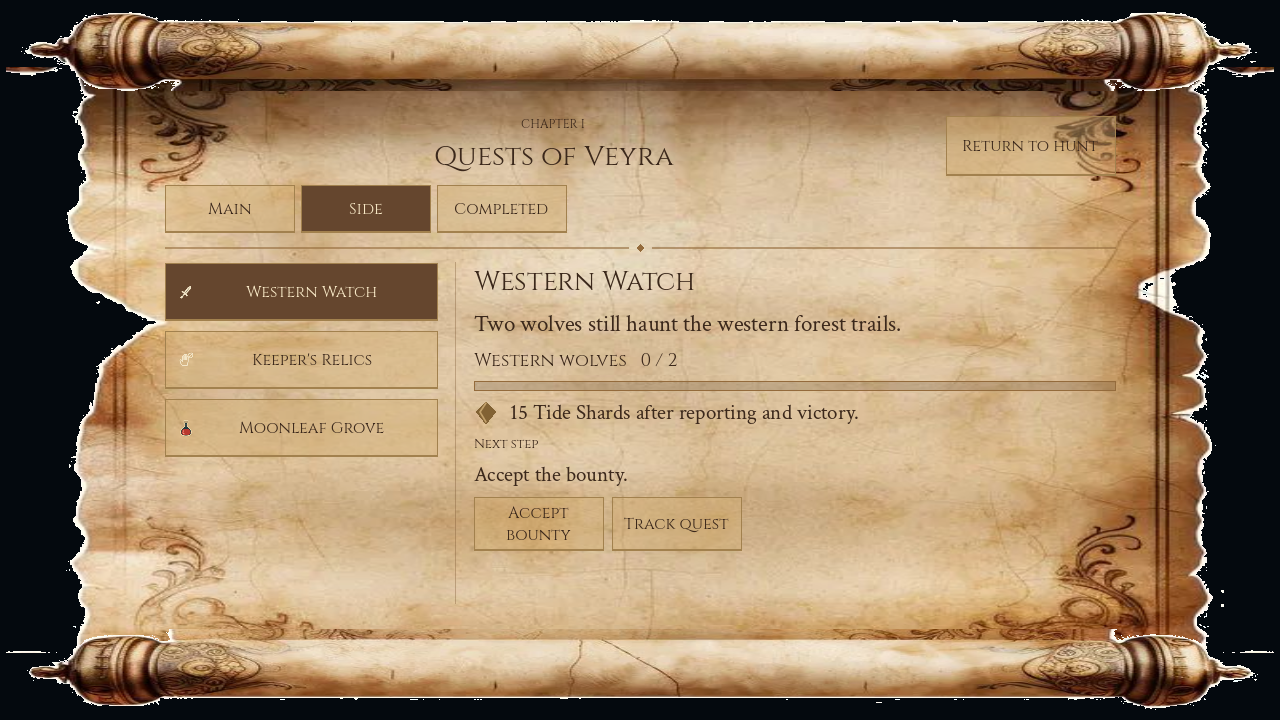 CHAPTER I
QUESTS OF VEYRA
RETURN TO HUNT
MAIN
SIDE
COMPLETED
WESTERN WATCH
KEEPER'S RELICS
MOONLEAF GROVE
WESTERN WATCH
Two wolves still haunt the western forest trails.
WESTERN WOLVES 0 / 2
15 Tide Shards after reporting and victory.
NEXT STEP
Accept the bounty.
ACCEPT
BOUNTY
TRACK QUEST